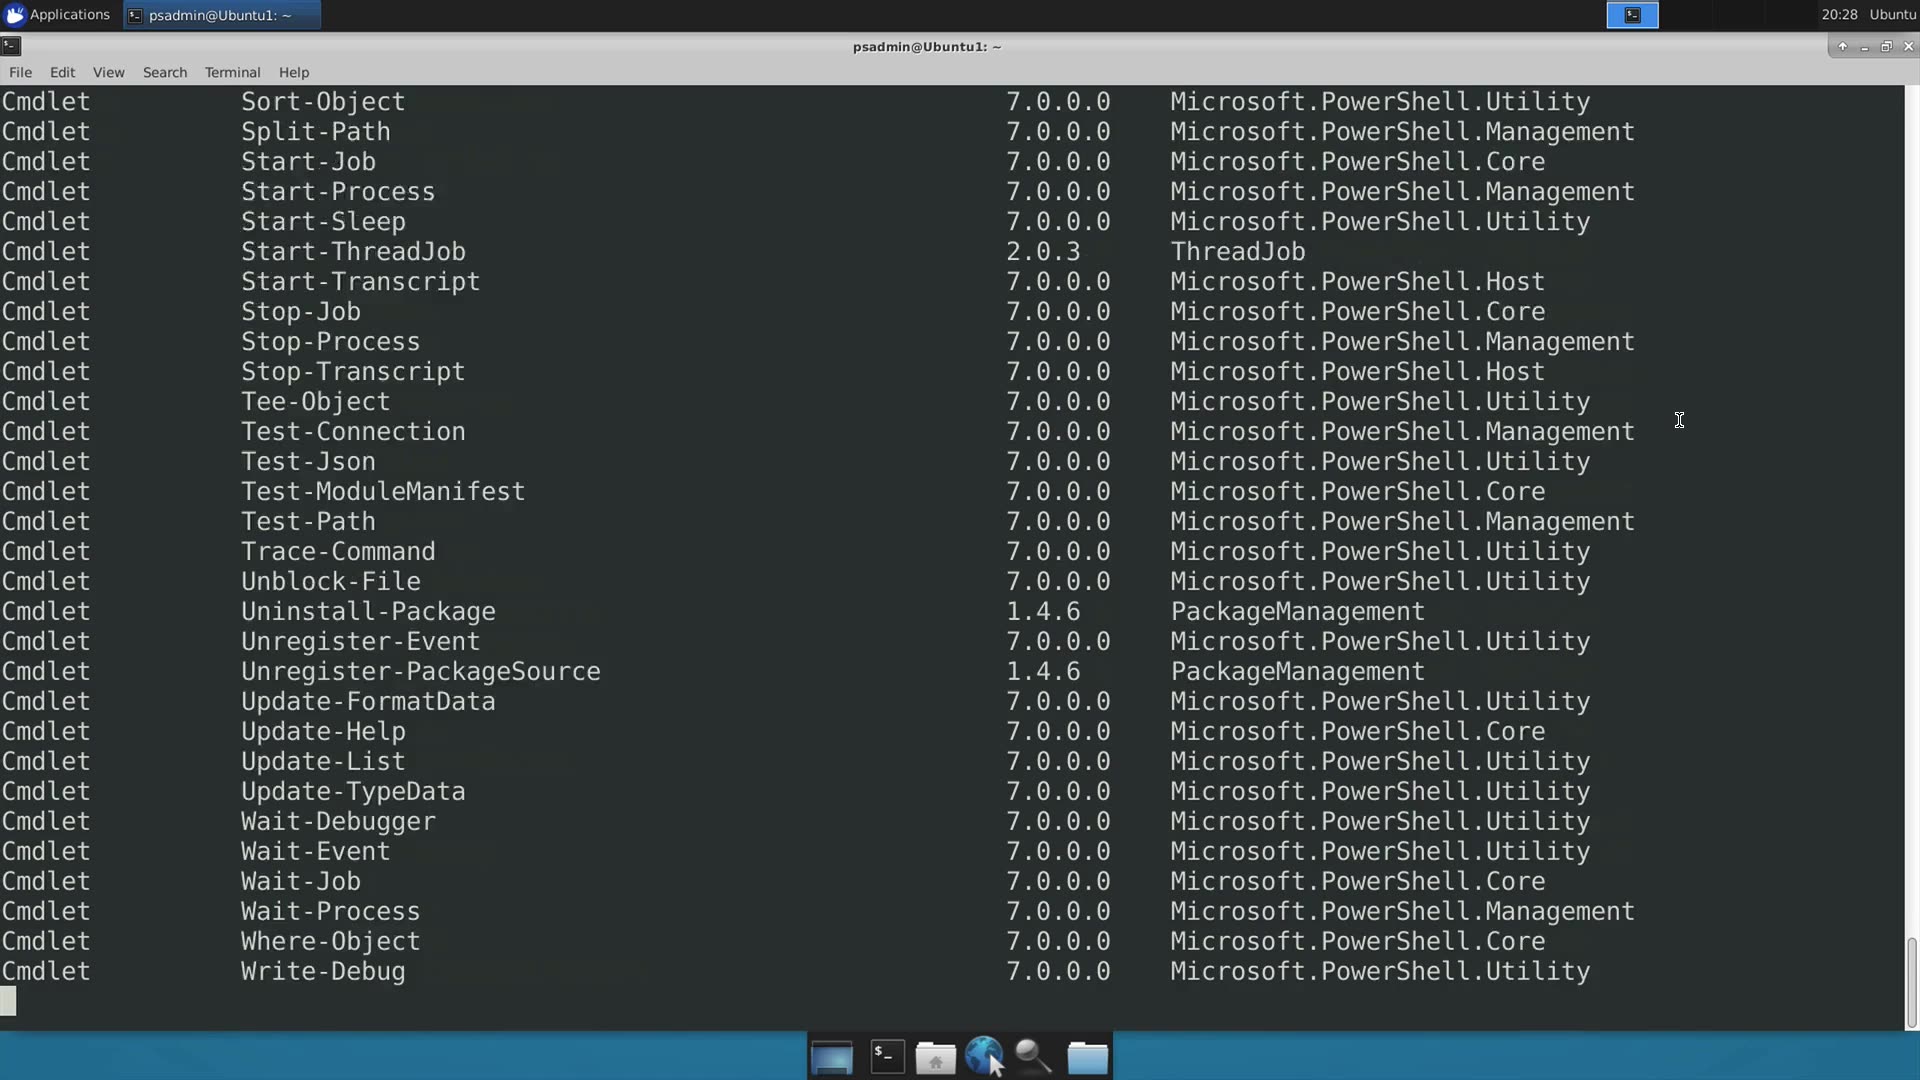 Applications psadmin@Ubuntu1: ~ 20:28 Ubuntu
psadmin@Ubuntu1: ~
File Edit View Search Terminal Help
Cmdlet Sort-Object 7.0.0.0 Microsoft.PowerShell.Utility
Cmdlet Split-Path 7.0.0.0 Microsoft.PowerShell.Management
Cmdlet Start-Job 7.0.0.0 Microsoft.PowerShell.Core
Cmdlet Start-Process 7.0.0.0 Microsoft.PowerShell.Management
Cmdlet Start-Sleep 7.0.0.0 Microsoft.PowerShell.Utility
Cmdlet Start-ThreadJob 2.0.3 ThreadJob
Cmdlet Start-Transcript 7.0.0.0 Microsoft.PowerShell.Host
Cmdlet Stop-Job 7.0.0.0 Microsoft.PowerShell.Core
Cmdlet Stop-Process 7.0.0.0 Microsoft.PowerShell.Management
Cmdlet Stop-Transcript 7.0.0.0 Microsoft.PowerShell.Host
Cmdlet Tee-Object 7.0.0.0 Microsoft.PowerShell.Utility
Cmdlet Test-Connection 7.0.0.0 Microsoft.PowerShell.Management
Cmdlet Test-Json 7.0.0.0 Microsoft.PowerShell.Utility
Cmdlet Test-ModuleManifest 7.0.0.0 Microsoft.PowerShell.Core
Cmdlet Test-Path 7.0.0.0 Microsoft.PowerShell.Management
Cmdlet Trace-Command 7.0.0.0 Microsoft.PowerShell.Utility
Cmdlet Unblock-File 7.0.0.0 Microsoft.PowerShell.Utility
Cmdlet Uninstall-Package 1.4.6 PackageManagement
Cmdlet Unregister-Event 7.0.0.0 Microsoft.PowerShell.Utility
Cmdlet Unregister-PackageSource 1.4.6 PackageManagement
Cmdlet Update-FormatData 7.0.0.0 Microsoft.PowerShell.Utility
Cmdlet Update-Help 7.0.0.0 Microsoft.PowerShell.Core
Cmdlet Update-List 7.0.0.0 Microsoft.PowerShell.Utility
Cmdlet Update-TypeData 7.0.0.0 Microsoft.PowerShell.Utility
Cmdlet Wait-Debugger 7.0.0.0 Microsoft.PowerShell.Utility
Cmdlet Wait-Event 7.0.0.0 Microsoft.PowerShell.Utility
Cmdlet Wait-Job 7.0.0.0 Microsoft.PowerShell.Core
Cmdlet Wait-Process 7.0.0.0 Microsoft.PowerShell.Management
Cmdlet Where-Object 7.0.0.0 Microsoft.PowerShell.Core
Cmdlet Write-Debug 7.0.0.0 Microsoft.PowerShell.Utility